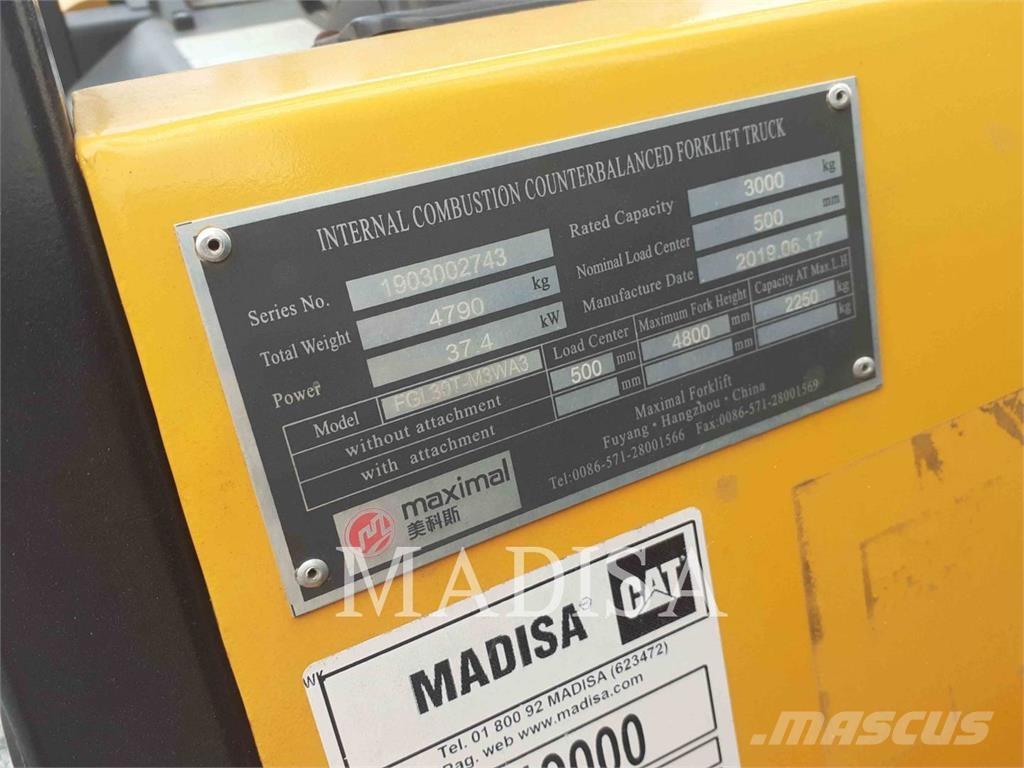 INTERNAL COMBUSTION COUNTERBALANCED FORKLIFT TRUCK
Series No. 1903002743
Total Weight 4790 kg
Power 37.4 kW
Rated Capacity 3000 kg
Nominal Load Center 500 mm
Manufacture Date 2019.06.17
Model FGL30T-M3WA3 Load Center Maximum Fork Height Capacity AT Max.L.H
without attachment 500 mm 4800 mm 2250 kg
with attachment mm mm kg
maximal
美科斯
Maximal Forklift
Fuyang·Hangzhou·China
Tel:0086-571-28001566 Fax:0086-571-28001569
MADISA
MADISA® CAT
Tel. 01 800 92 MADISA (623472)
Pag. web www.madisa.com
MASCUS